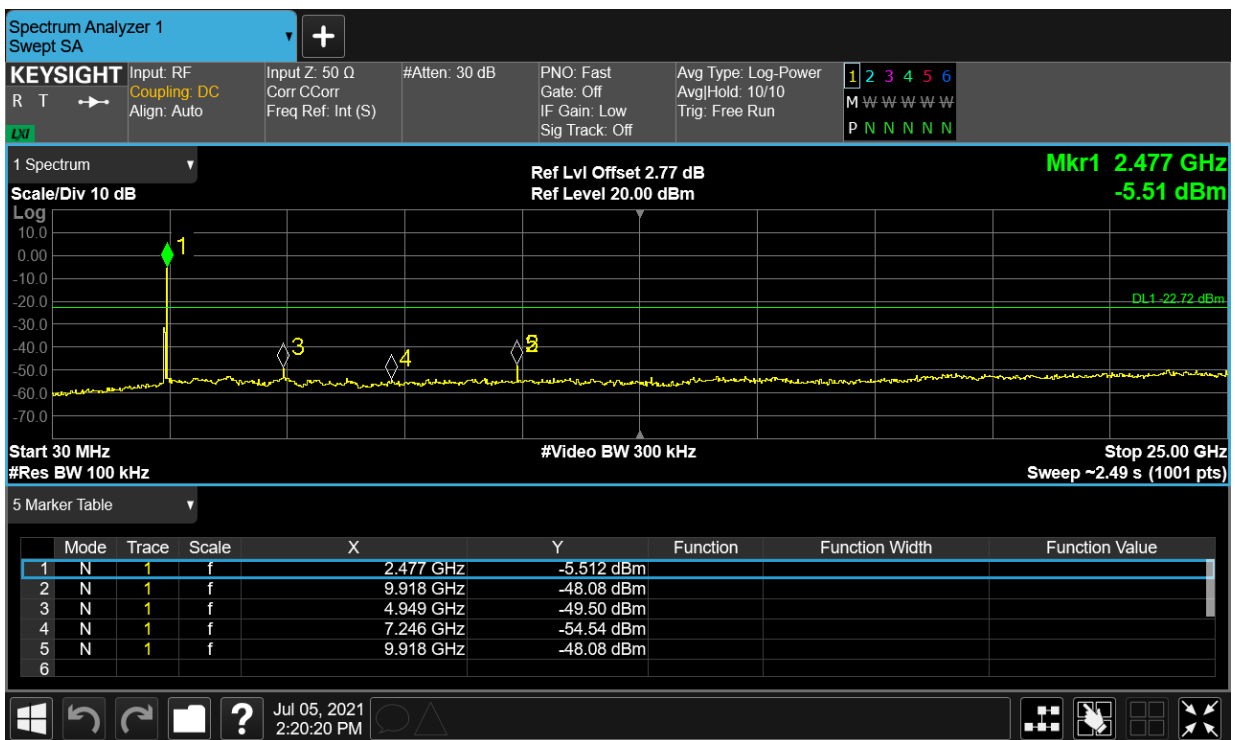 Spectrum Analyzer 1
Swept SA
+
KEYSIGHT
R T
LXI
Input: RF
Coupling: DC
Align: Auto
Input Z: 50 Ω
Corr CCorr
Freq Ref: Int (S)
#Atten: 30 dB
PNO: Fast
Gate: Off
IF Gain: Low
Sig Track: Off
Avg Type: Log-Power
Avg|Hold: 10/10
Trig: Free Run
1 2 3 4 5 6
M W W W W W
P N N N N N
1 Spectrum
Scale/Div 10 dB
Ref Lvl Offset 2.77 dB
Ref Level 20.00 dBm
Mkr1 2.477 GHz
-5.51 dBm
Log
10.0
0.00
-10.0
-20.0
-30.0
-40.0
-50.0
-60.0
-70.0
1
3
4
DL1 -22.72 dBm
Start 30 MHz
#Res BW 100 kHz
#Video BW 300 kHz
Stop 25.00 GHz
Sweep ~2.49 s (1001 pts)
5 Marker Table
Mode Trace Scale X Y Function Function Width Function Value
1 N 1 f 2.477 GHz -5.512 dBm
2 N 1 f 9.918 GHz -48.08 dBm
3 N 1 f 4.949 GHz -49.50 dBm
4 N 1 f 7.246 GHz -54.54 dBm
5 N 1 f 9.918 GHz -48.08 dBm
6
?
Jul 05, 2021
2:20:20 PM